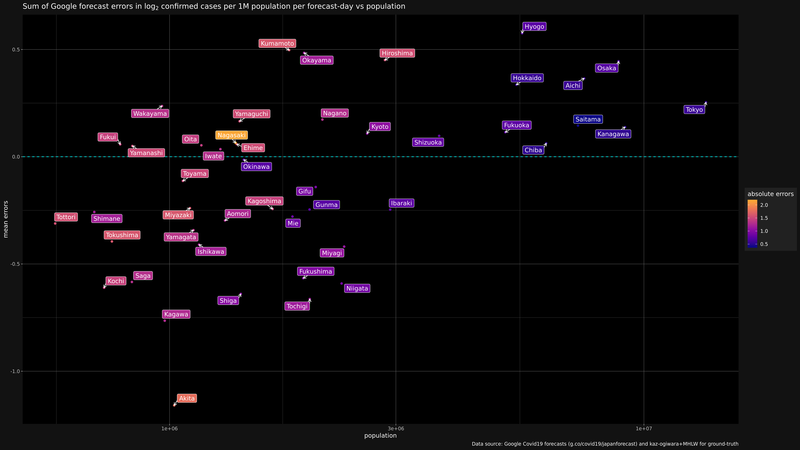 Sum of Google forecast errors in log2 confirmed cases per 1M population per forecast-day vs population
Hyogo
Kumamoto
Hiroshima
Okayama
Osaka
Hokkaido
Aichi
Tokyo
Wakayama
Yamaguchi
Nagano
Saitama
Kyoto
Fukuoka
Kanagawa
Fukui
Oita
Nagasaki
Shizuoka
Ehime
Chiba
Yamanashi
Iwate
Okinawa
Toyama
Gifu
Kagoshima
Gunma
Ibaraki
Tottori
Shimane
Miyazaki
Aomori
Mie
Tokushima
Yamagata
Ishikawa
Miyagi
Fukushima
Kochi
Saga
Niigata
Shiga
Tochigi
Kagawa
Akita
0.5
0.0
-0.5
-1.0
mean errors
1e+06
3e+06
1e+07
population
absolute errors
2.0
1.5
1.0
0.5
Data source: Google Covid19 forecasts (g.co/covid19/japanforecast) and kaz-ogiwara+MHLW for ground-truth